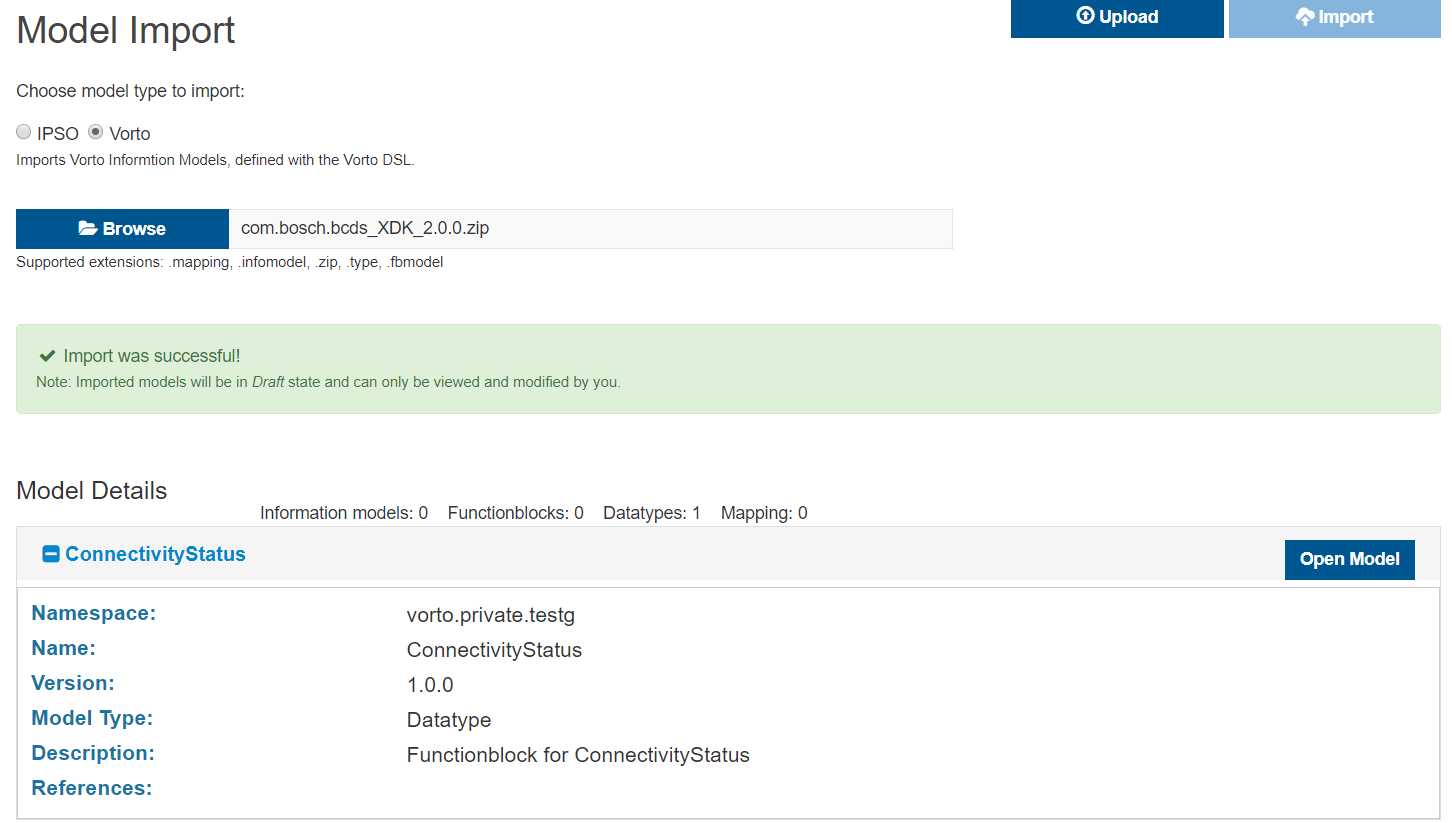 Model Import
Upload
Import
Choose model type to import:
IPSO Vorto
Imports Vorto Informtion Models, defined with the Vorto DSL.
Browse com.bosch.bcds_XDK_2.0.0.zip
Supported extensions: .mapping, .infomodel, .zip, .type, .fbmodel
Import was successful!
Note: Imported models will be in Draft state and can only be viewed and modified by you.
Model Details
Information models: 0 Functionblocks: 0 Datatypes: 1 Mapping: 0
ConnectivityStatus
Open Model
Namespace: vorto.private.testg
Name: ConnectivityStatus
Version: 1.0.0
Model Type: Datatype
Description: Functionblock for ConnectivityStatus
References: